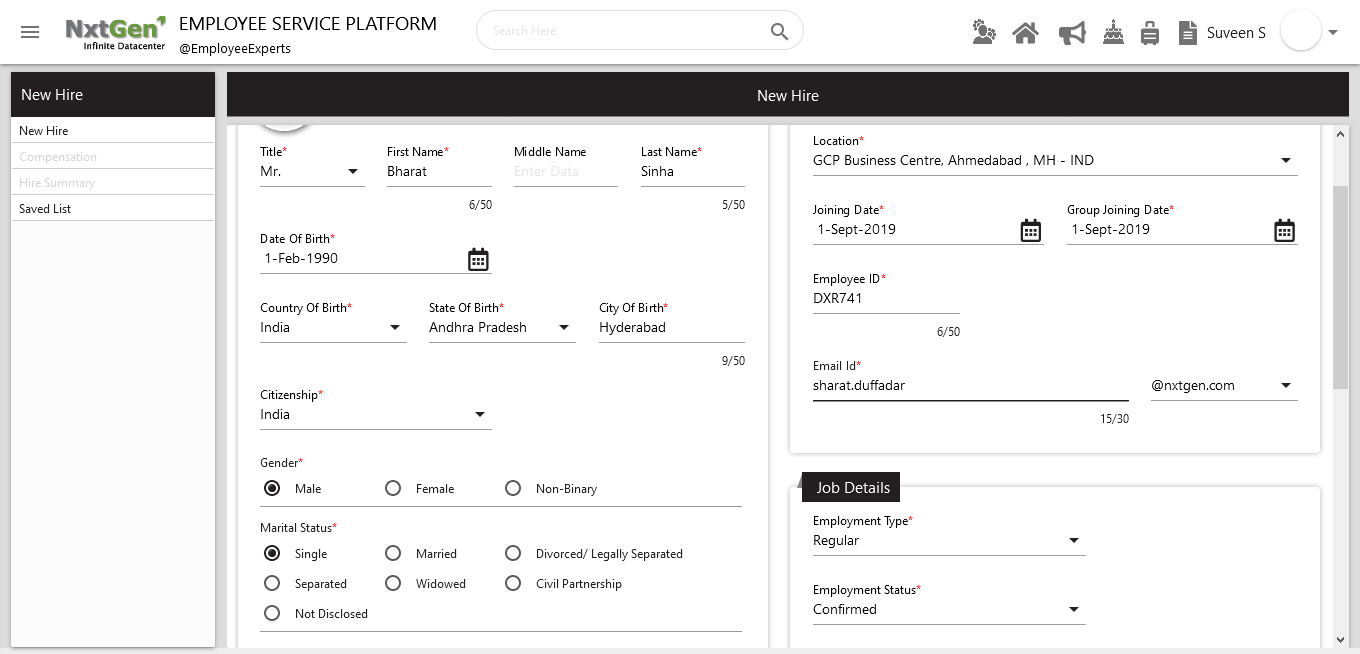 NxtGen
Infinite Datacenter
EMPLOYEE SERVICE PLATFORM
@EmployeeExperts
Search Here
Suveen S
New Hire
New Hire
Compensation
Hire Summary
Saved List
New Hire
Title*
Mr.
First Name*
Bharat
6/50
Middle Name
Enter Data
Last Name*
Sinha
5/50
Date Of Birth*
1-Feb-1990
Country Of Birth*
India
State Of Birth*
Andhra Pradesh
City Of Birth*
Hyderabad
9/50
Citizenship*
India
Gender*
Male
Female
Non-Binary
Marital Status*
Single
Married
Divorced/ Legally Separated
Separated
Widowed
Civil Partnership
Not Disclosed
Location*
GCP Business Centre, Ahmedabad , MH - IND
Joining Date*
1-Sept-2019
Group Joining Date*
1-Sept-2019
Employee ID*
DXR741
6/50
Email Id*
sharat.duffadar
@nxtgen.com
15/30
Job Details
Employment Type*
Regular
Employment Status*
Confirmed